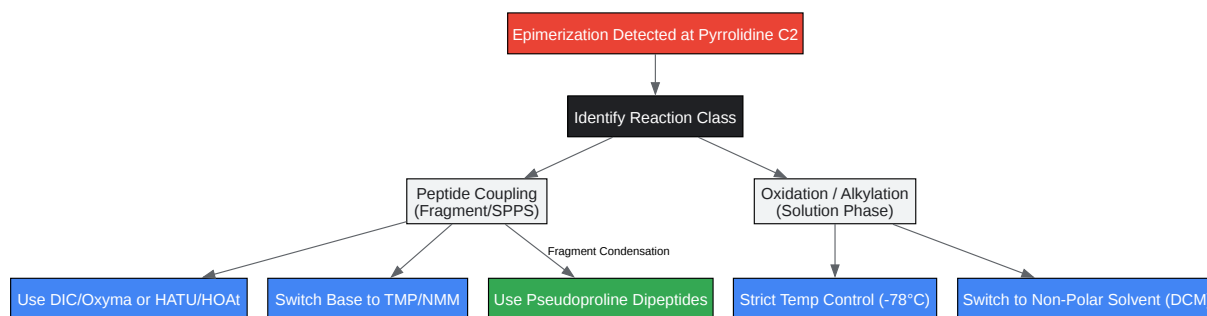 Epimerization Detected at Pyrrolidine C2
Identify Reaction Class
Peptide Coupling
(Fragment/SPPS)
Oxidation / Alkylation
(Solution Phase)
Fragment Condensation
Use DIC/Oxyma or HATU/HOAt
Switch Base to TMP/NMM
Use Pseudoproline Dipeptides
Strict Temp Control (-78°C)
Switch to Non-Polar Solvent (DCM)